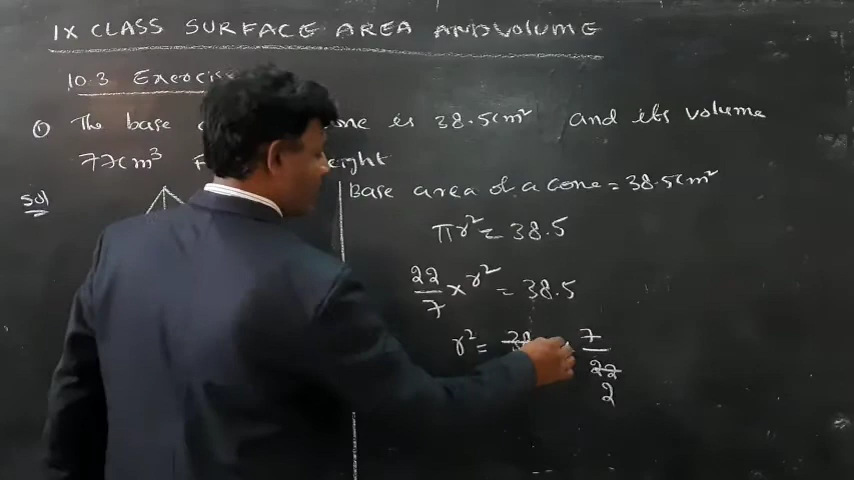 IX CLASS SURFACE AREA AND VOLUME
10.3 Exercise
① The base is 38.5cm² and its volume
77cm³ height
Sol
Base area of a cone = 38.5cm²
πr² = 38.5
22/7 × r² = 38.5
r² = 38 7/22
2